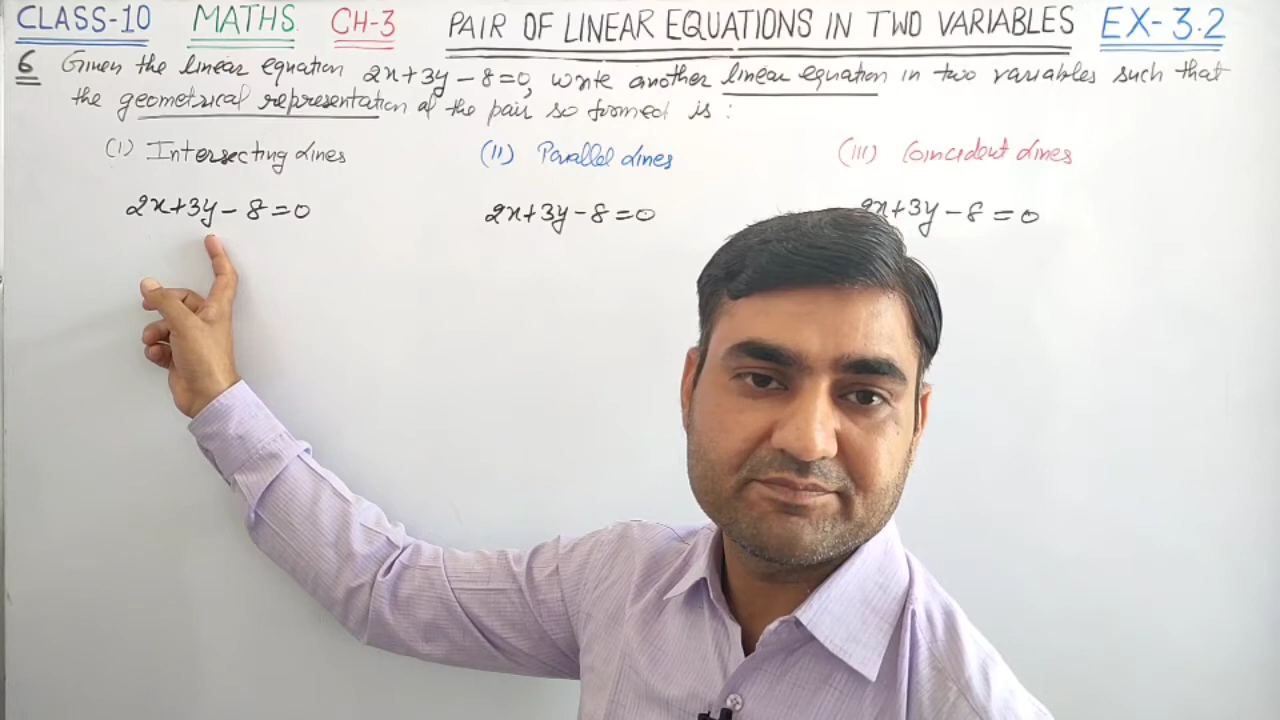 CLASS-10 MATHS CH-3 PAIR OF LINEAR EQUATIONS IN TWO VARIABLES EX-3.2
6 Given the linear equation 2x+3y-8=0, write another linear equation in two variables such that
the geometrical representation of the pair so formed is :
(i) Intersecting Lines (ii) Parallel Lines (iii) Coincident Lines
2x+3y-8=0 2x+3y-8=0 2x+3y-8=0